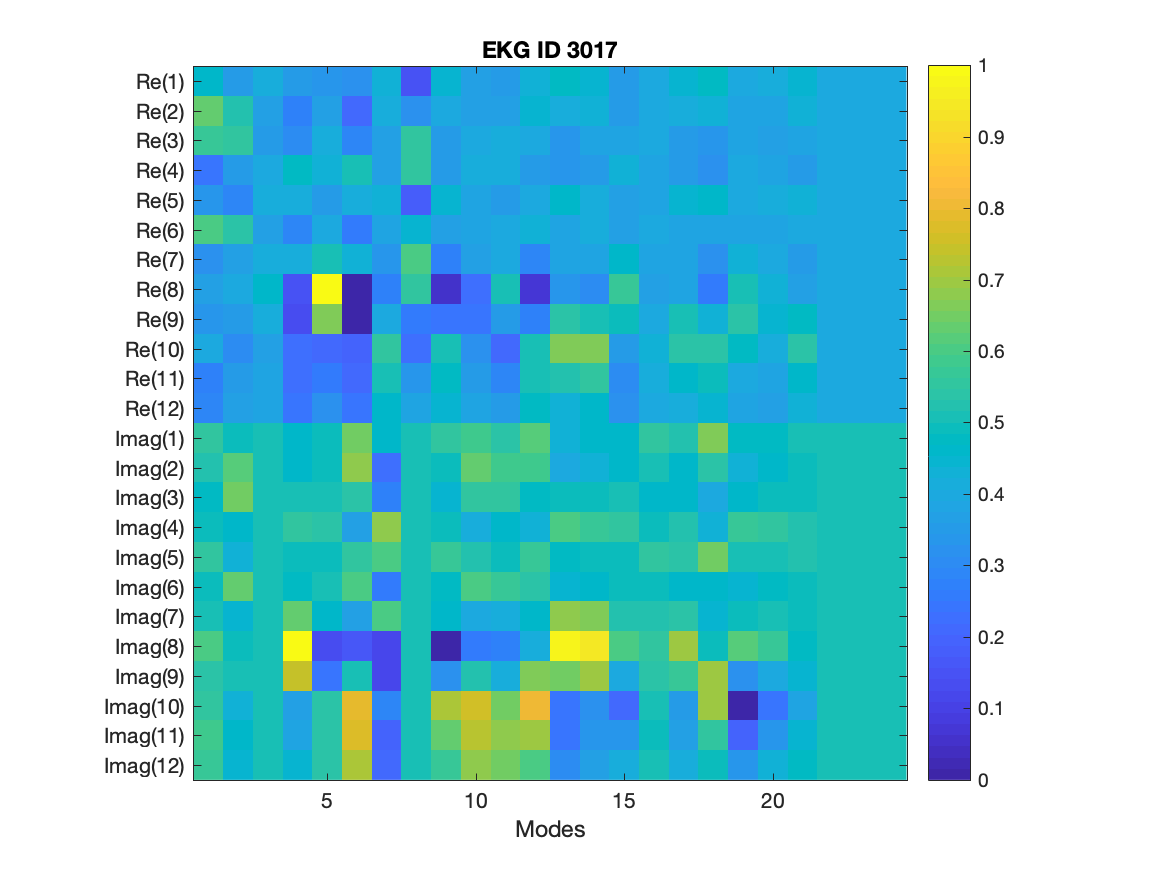 EKG ID 3017
Re(1)
Re(2)
Re(3)
Re(4)
Re(5)
Re(6)
Re(7)
Re(8)
Re(9)
Re(10)
Re(11)
Re(12)
Imag(1)
Imag(2)
Imag(3)
Imag(4)
Imag(5)
Imag(6)
Imag(7)
Imag(8)
Imag(9)
Imag(10)
Imag(11)
Imag(12)
5 10 15 20
Modes
1
0.9
0.8
0.7
0.6
0.5
0.4
0.3
0.2
0.1
0